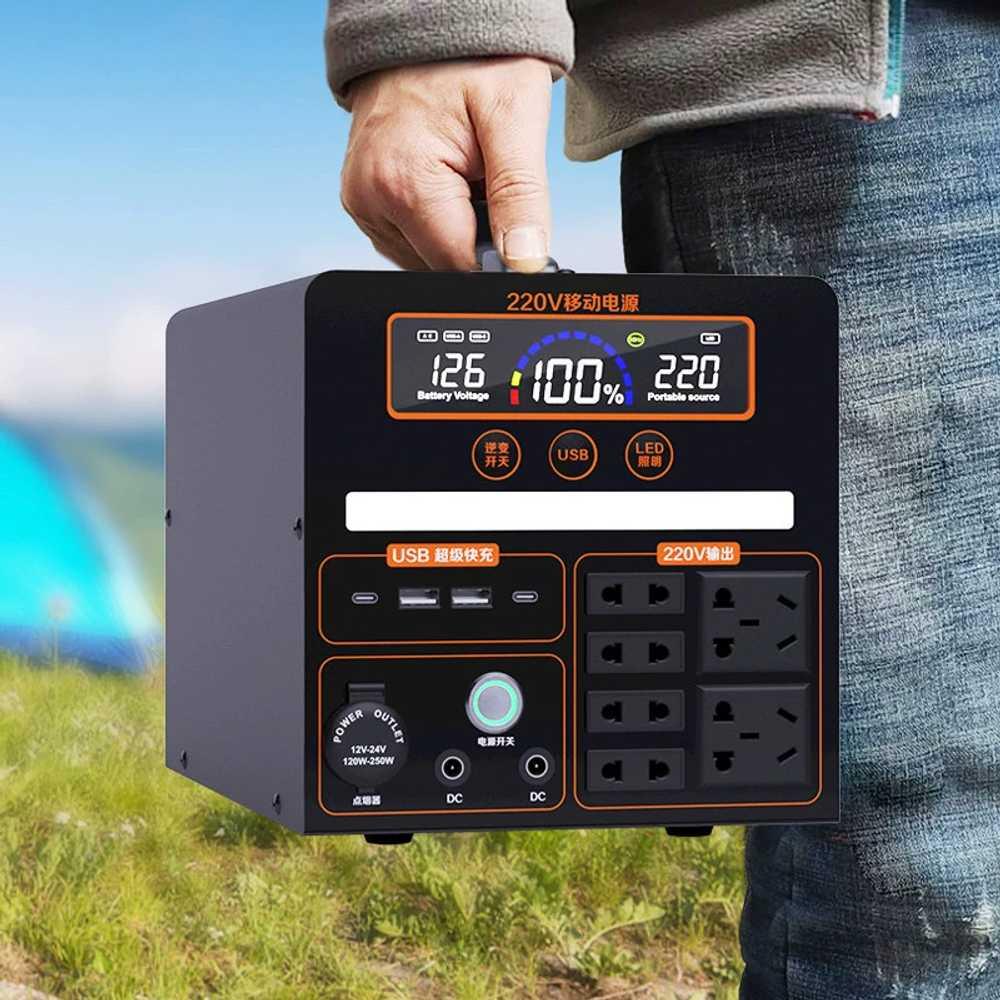 220V移动电源
126
Battery Voltage
100%
220
Portable source
逆变
开天
USB
LED
照明
USB 超级快充
220V输出
POWER OUTLET
12V-24V
120W-250W
点烟器
电源开关
DC
DC